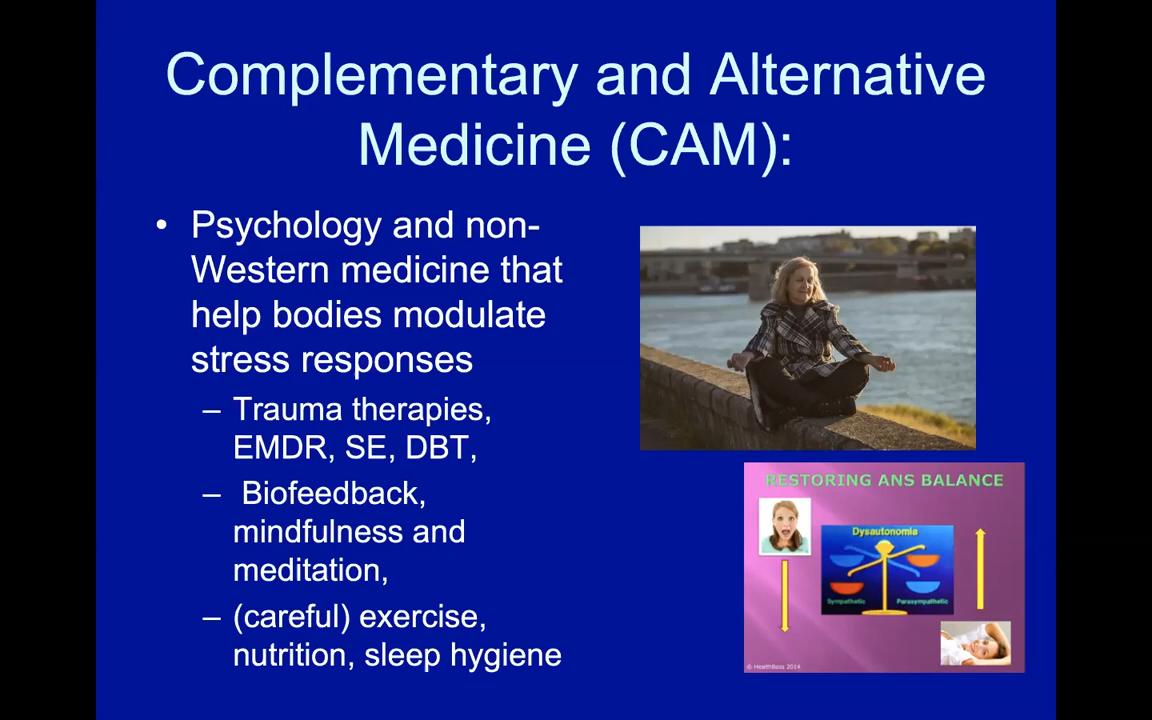 Complementary and Alternative
Medicine (CAM):
• Psychology and non-
Western medicine that
help bodies modulate
stress responses
– Trauma therapies,
EMDR, SE, DBT,
– Biofeedback,
mindfulness and
meditation,
– (careful) exercise,
nutrition, sleep hygiene
RESTORING ANS BALANCE
Dysautonomia
Sympathetic Parasympathetic
© HealthBoss 2014